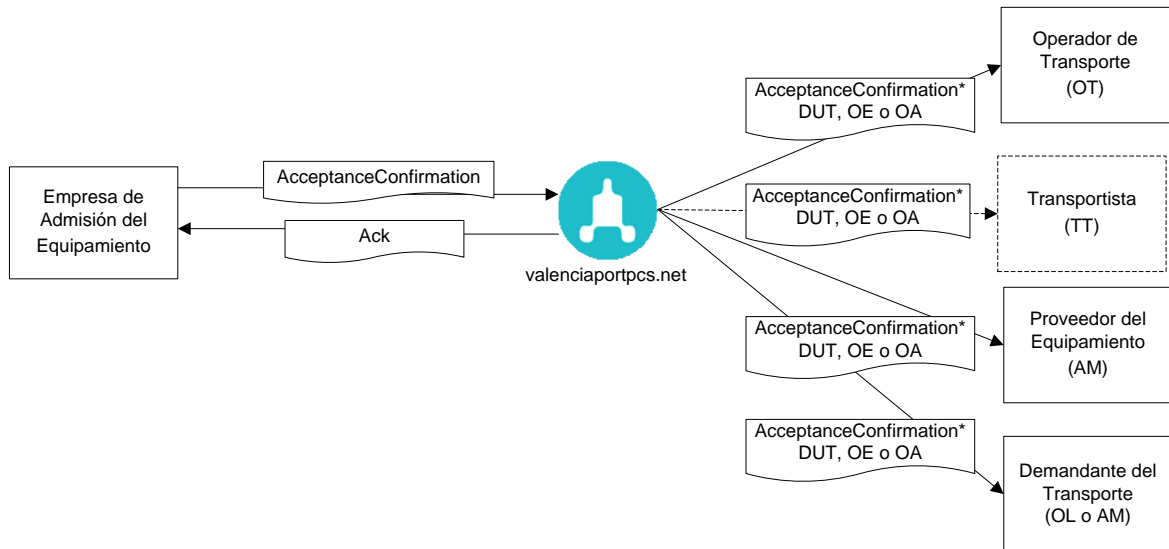 Empresa de
Admisión del
Equipamiento
AcceptanceConfirmation
Ack
valenciaportpcs.net
AcceptanceConfirmation*
DUT, OE o OA
Operador de
Transporte
(OT)
AcceptanceConfirmation*
DUT, OE o OA
Transportista
(TT)
AcceptanceConfirmation*
DUT, OE o OA
Proveedor del
Equipamiento
(AM)
AcceptanceConfirmation*
DUT, OE o OA
Demandante del
Transporte
(OL o AM)